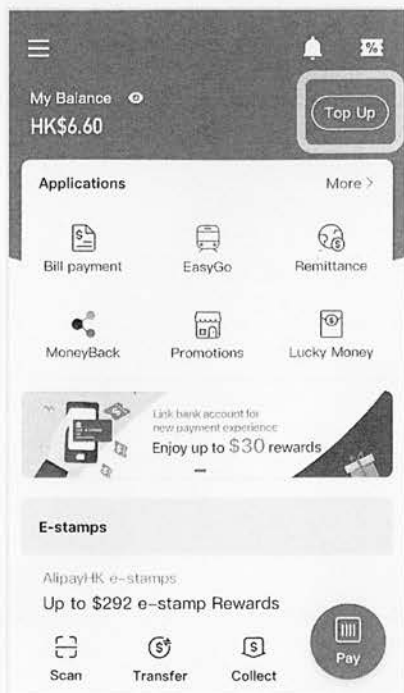 %
My Balance
HK$6.60
Top Up
Applications
More >
Bill payment
EasyGo
Remittance
MoneyBack
Promotions
Lucky Money
Link bank account for
new payment experience
Enjoy up to $30 rewards
E-stamps
AlipayHK e-stamps
Up to $292 e-stamp Rewards
Scan
Transfer
Collect
Pay